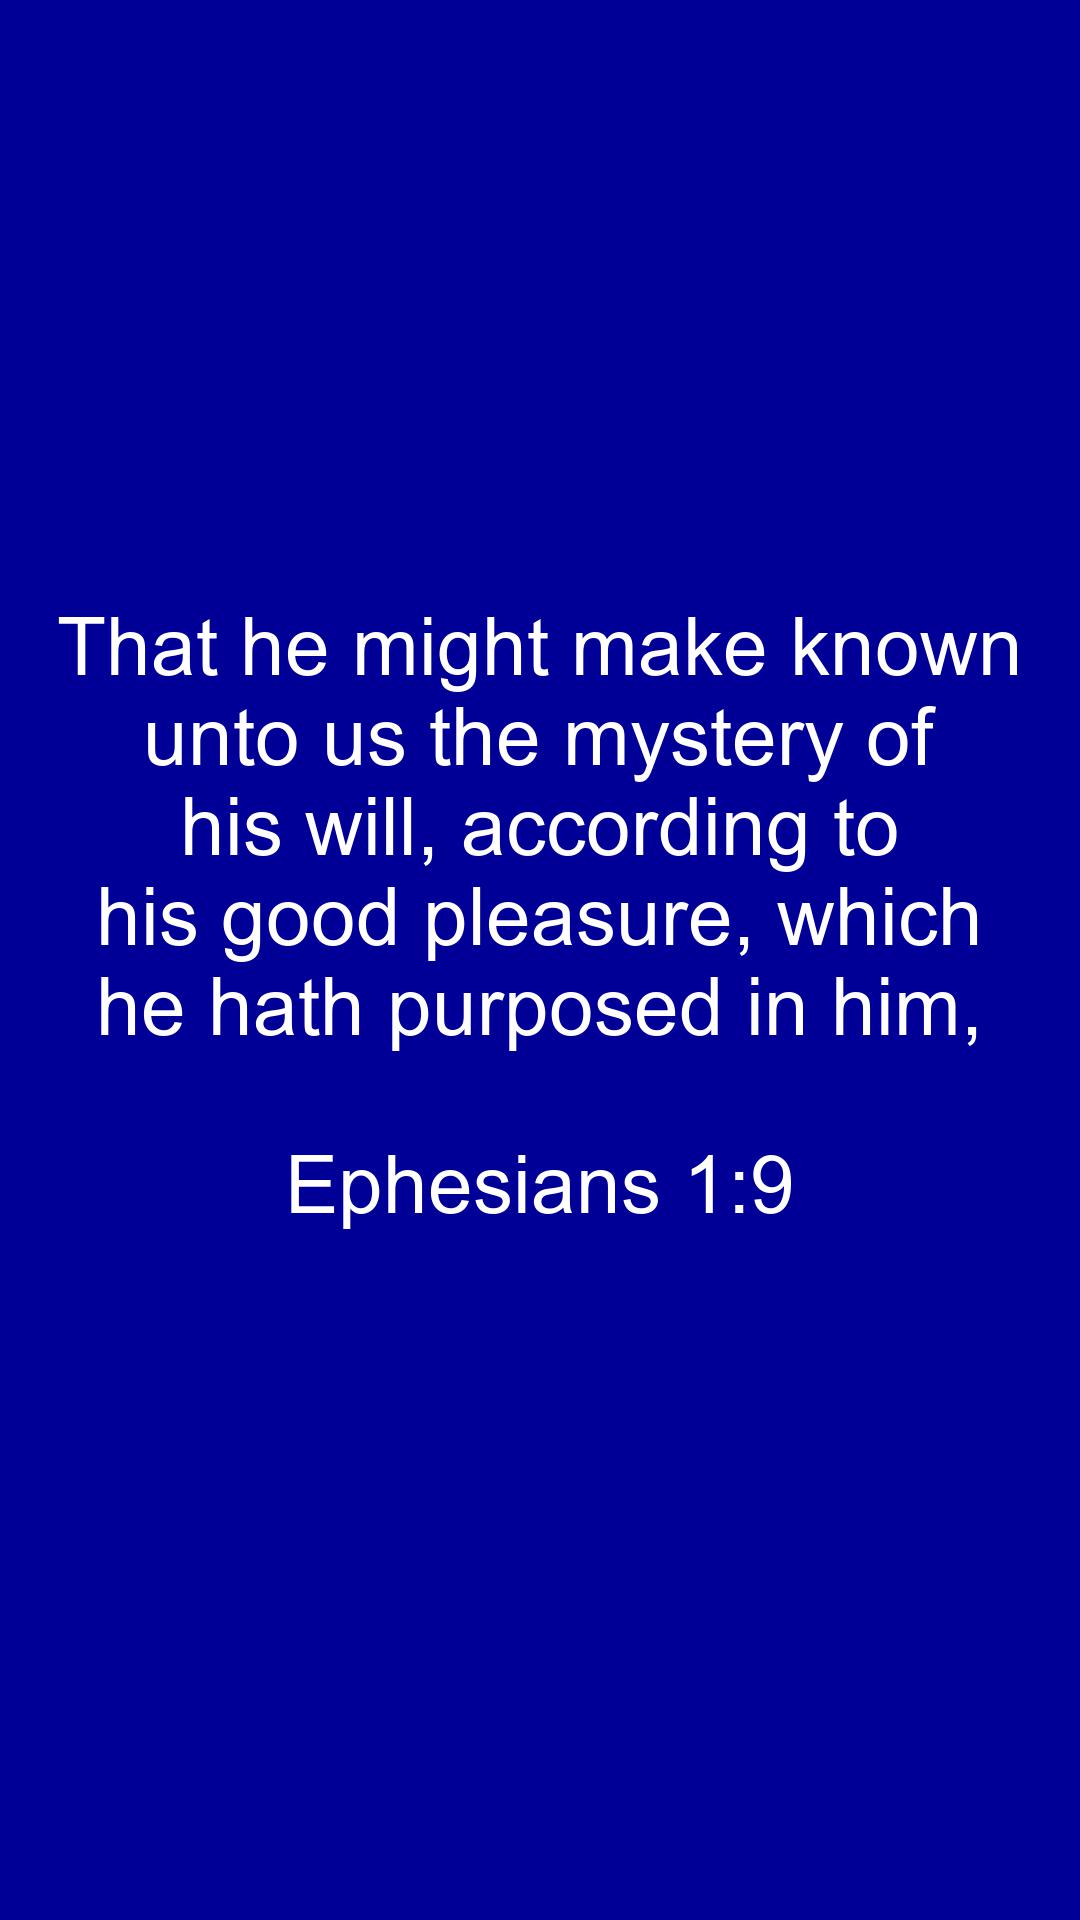 That he might make known
unto us the mystery of
his will, according to
his good pleasure, which
he hath purposed in him,
Ephesians 1:9